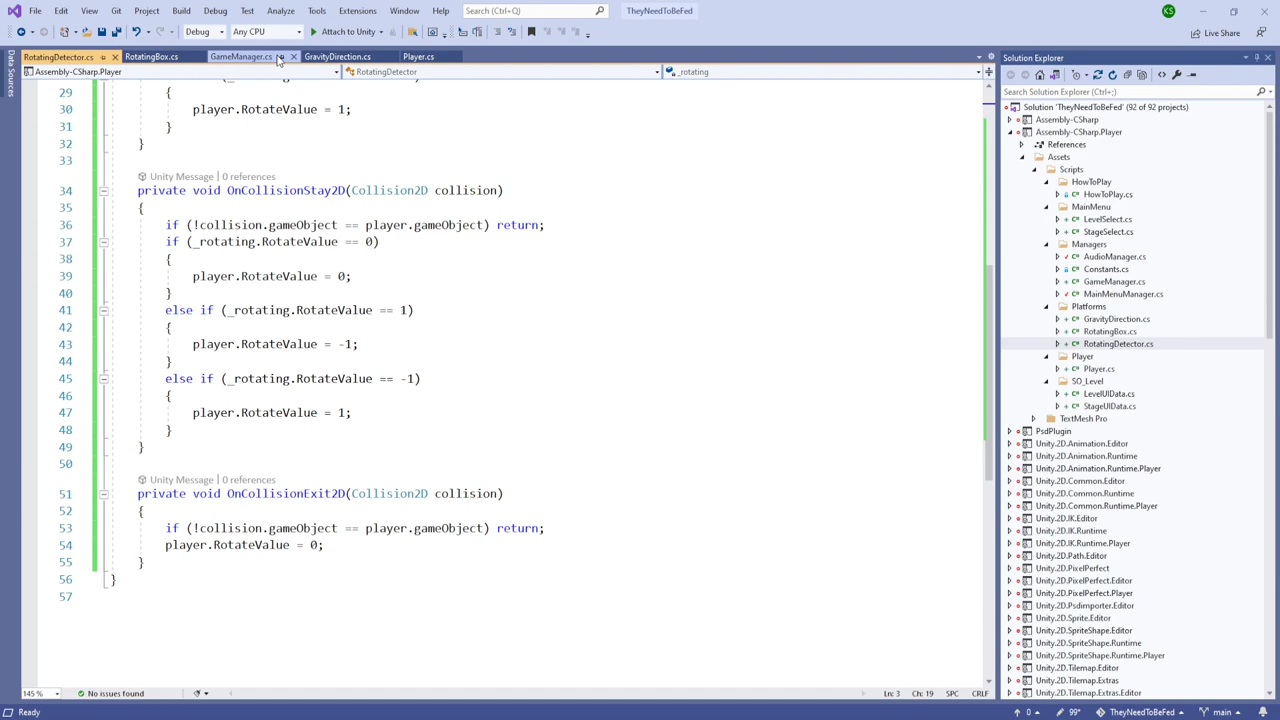 File Edit View Git Project Build Debug Test Analyze Tools Extensions Window Help Search (Ctrl+Q) TheyNeedToBeFed KS
Debug Any CPU Attach to Unity Live Share
RotatingDetector.cs RotatingBox.cs GameManager.cs GravityDirection.cs Player.cs
Assembly-CSharp.Player RotatingDetector _rotating
Data Sources
29 {
30 player.RotateValue = 1;
31 }
32 }
33
Unity Message | 0 references
34 private void OnCollisionStay2D(Collision2D collision)
35 {
36 if (!collision.gameObject == player.gameObject) return;
37 if (_rotating.RotateValue == 0)
38 {
39 player.RotateValue = 0;
40 }
41 else if (_rotating.RotateValue == 1)
42 {
43 player.RotateValue = -1;
44 }
45 else if (_rotating.RotateValue == -1)
46 {
47 player.RotateValue = 1;
48 }
49 }
50
Unity Message | 0 references
51 private void OnCollisionExit2D(Collision2D collision)
52 {
53 if (!collision.gameObject == player.gameObject) return;
54 player.RotateValue = 0;
55 }
56 }
57
145 % No issues found Ln: 3 Ch: 19 SPC CRLF
Solution Explorer
Search Solution Explorer (Ctrl+;)
Solution 'TheyNeedToBeFed' (92 of 92 projects)
Assembly-CSharp
Assembly-CSharp.Player
References
Assets
Scripts
HowToPlay
HowToPlay.cs
MainMenu
LevelSelect.cs
StageSelect.cs
Managers
AudioManager.cs
Constants.cs
GameManager.cs
MainMenuManager.cs
Platforms
GravityDirection.cs
RotatingBox.cs
RotatingDetector.cs
Player
Player.cs
SO_Level
LevelUIData.cs
StageUIData.cs
TextMesh Pro
PsdPlugin
Unity.2D.Animation.Editor
Unity.2D.Animation.Runtime
Unity.2D.Animation.Runtime.Player
Unity.2D.Common.Editor
Unity.2D.Common.Runtime
Unity.2D.Common.Runtime.Player
Unity.2D.IK.Editor
Unity.2D.IK.Runtime
Unity.2D.IK.Runtime.Player
Unity.2D.Path.Editor
Unity.2D.PixelPerfect
Unity.2D.PixelPerfect.Editor
Unity.2D.PixelPerfect.Player
Unity.2D.Psdimporter.Editor
Unity.2D.Sprite.Editor
Unity.2D.SpriteShape.Editor
Unity.2D.SpriteShape.Runtime
Unity.2D.SpriteShape.Runtime.Player
Unity.2D.Tilemap.Editor
Unity.2D.Tilemap.Extras
Unity.2D.Tilemap.Extras.Editor
Ready 0 99+ TheyNeedToBeFed main